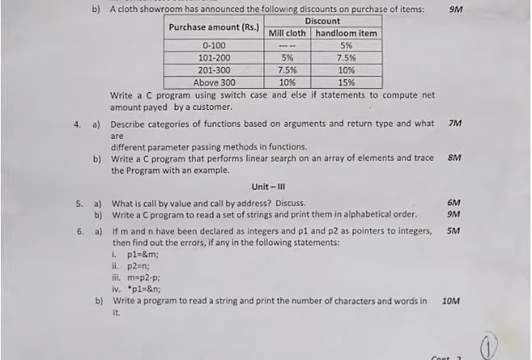 b) A cloth showroom has announced the following discounts on purchase of items: 9M
Purchase amount (Rs.) Discount
Mill cloth handloom item
0-100 ---- 5%
101-200 5% 7.5%
201-300 7.5% 10%
Above 300 10% 15%
Write a C program using switch case and else if statements to compute net
amount payed by a customer.
4. a) Describe categories of functions based on arguments and return type and what 7M
are
different parameter passing methods in functions.
b) Write a C program that performs linear search on an array of elements and trace 8M
the Program with an example.
Unit – III
5. a) What is call by value and call by address? Discuss. 6M
b) Write a C program to read a set of strings and print them in alphabetical order. 9M
6. a) If m and n have been declared as integers and p1 and p2 as pointers to integers, 5M
then find out the errors, if any in the following statements:
i. p1=&m;
ii. p2=n;
iii. m=p2-p;
iv. *p1=&n;
b) Write a program to read a string and print the number of characters and words in 10M
it.
1